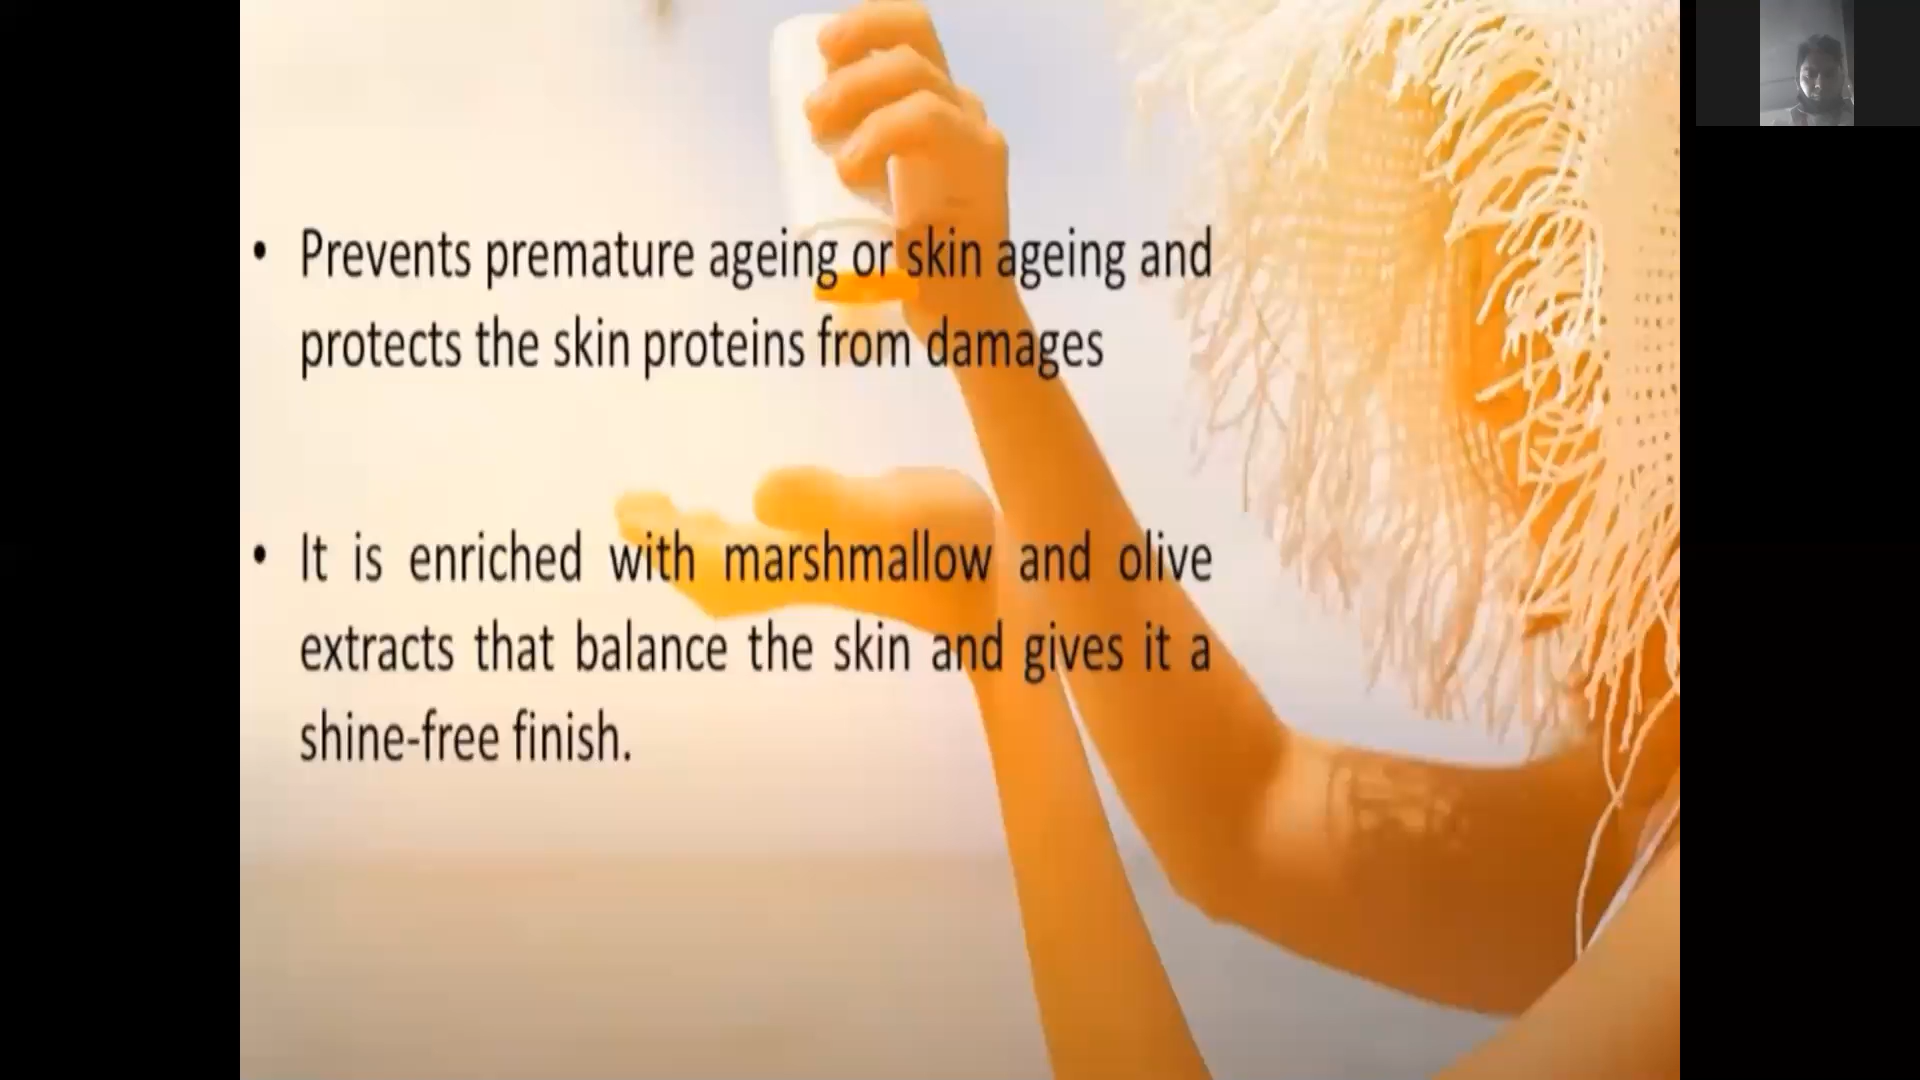 • Prevents premature ageing or skin ageing and
protects the skin proteins from damages
• It is enriched with marshmallow and olive
extracts that balance the skin and gives it a
shine-free finish.